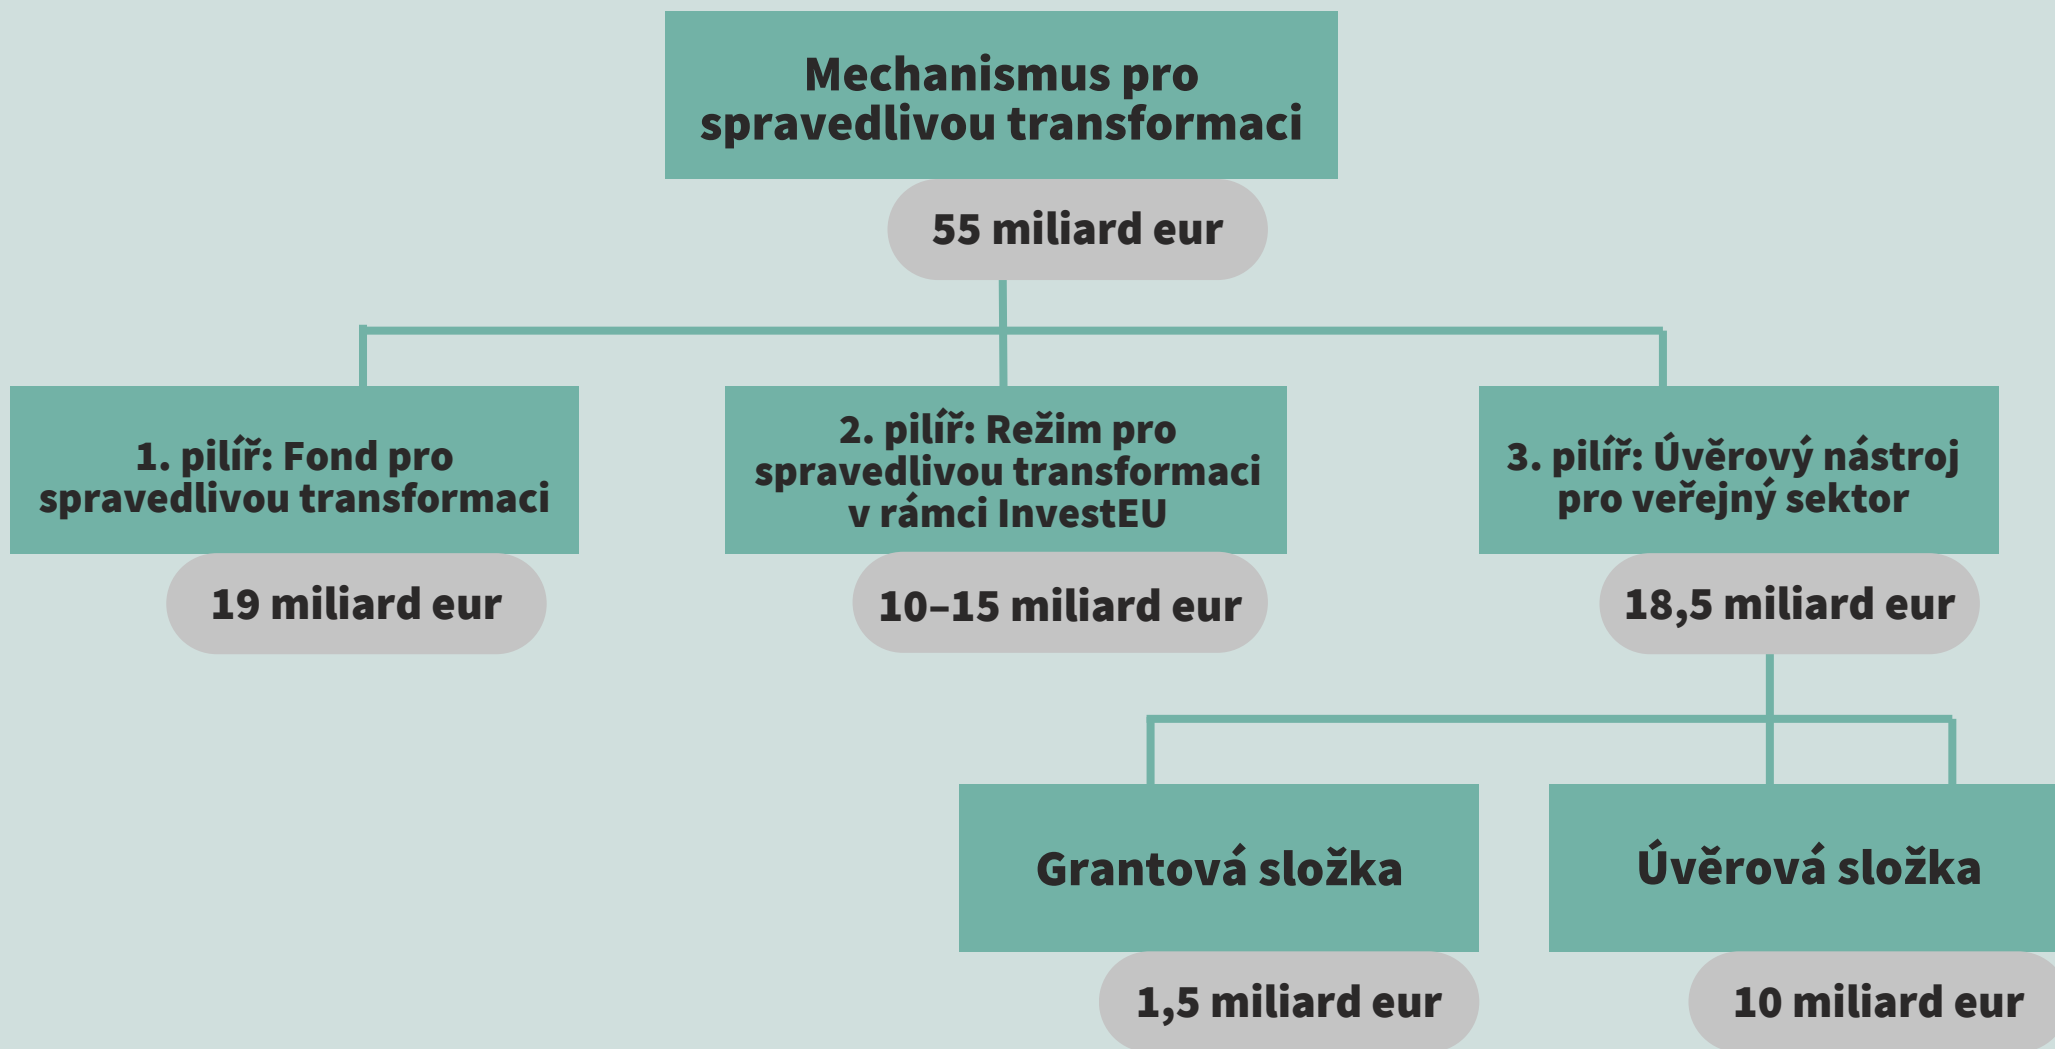 Mechanismus pro
spravedlivou transformaci
55 miliard eur
1. pilíř: Fond pro
spravedlivou transformaci
19 miliard eur
2. pilíř: Režim pro
spravedlivou transformaci
v rámci InvestEU
10–15 miliard eur
3. pilíř: Úvěrový nástroj
pro veřejný sektor
18,5 miliard eur
Grantová složka
1,5 miliard eur
Úvěrová složka
10 miliard eur